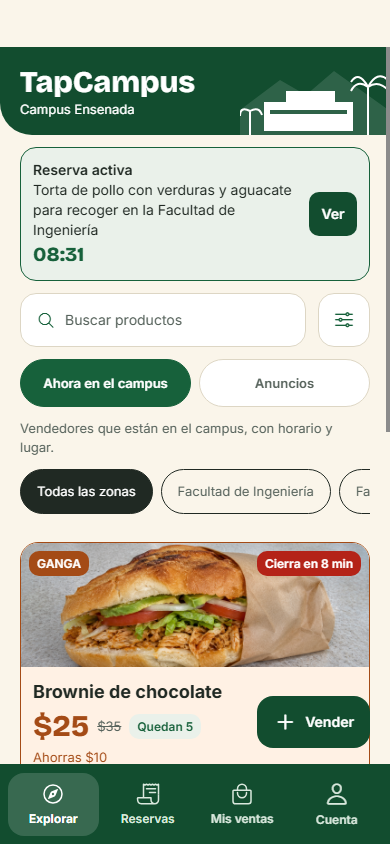 TapCampus
Campus Ensenada
Reserva activa
Torta de pollo con verduras y aguacate
para recoger en la Facultad de
Ingeniería
08:31
Ver
Buscar productos
Ahora en el campus
Anuncios
Vendedores que están en el campus, con horario y
lugar.
Todas las zonas
Facultad de Ingeniería
Fa
GANGA
Cierra en 8 min
Brownie de chocolate
$25 $35 Quedan 5
Vender
Ahorras $10
Explorar
Reservas
Mis ventas
Cuenta